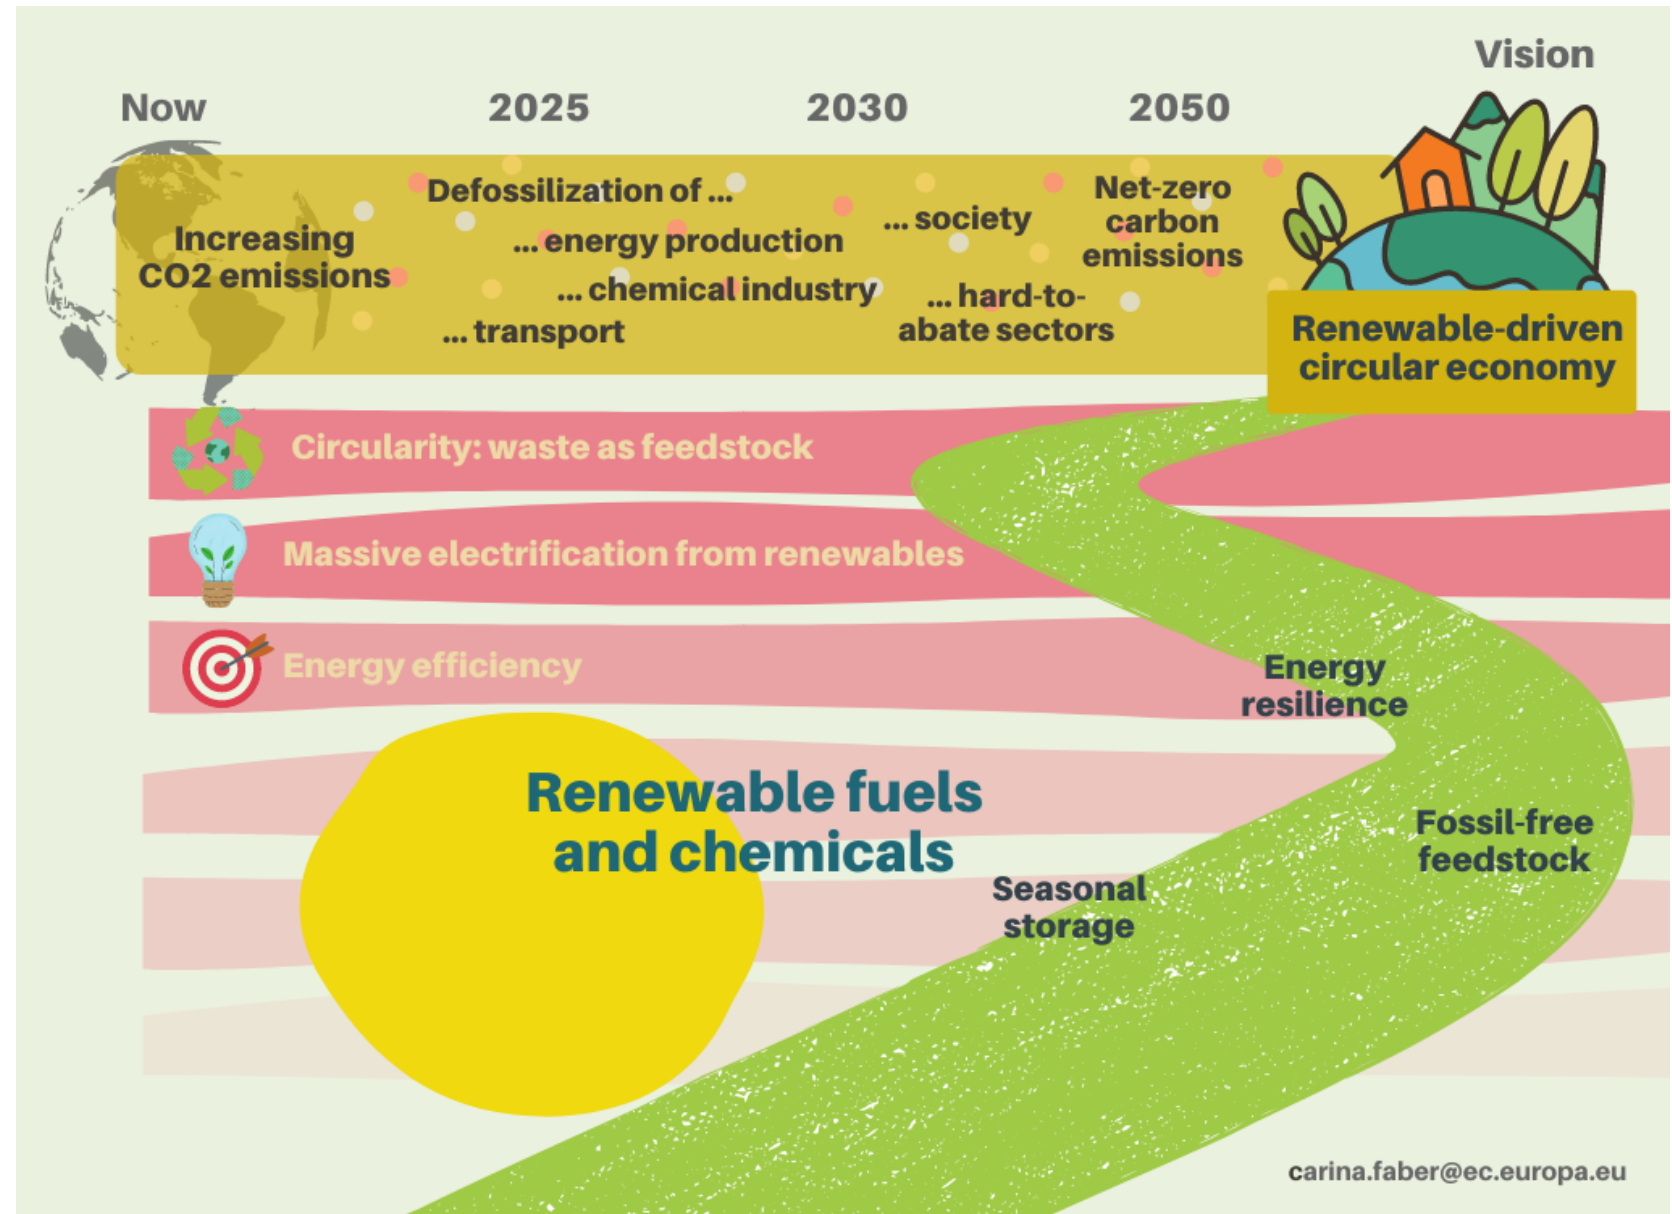 Vision
Now
2025
2030
2050
Increasing
CO2 emissions
Defossilization of ...
... energy production
... chemical industry
... transport
... society
... hard-to-
abate sectors
Net-zero
carbon
emissions
Renewable-driven
circular economy
Circularity: waste as feedstock
Massive electrification from renewables
Energy efficiency
Energy
resilience
Renewable fuels
and chemicals
Fossil-free
feedstock
Seasonal
storage
carina.faber@ec.europa.eu